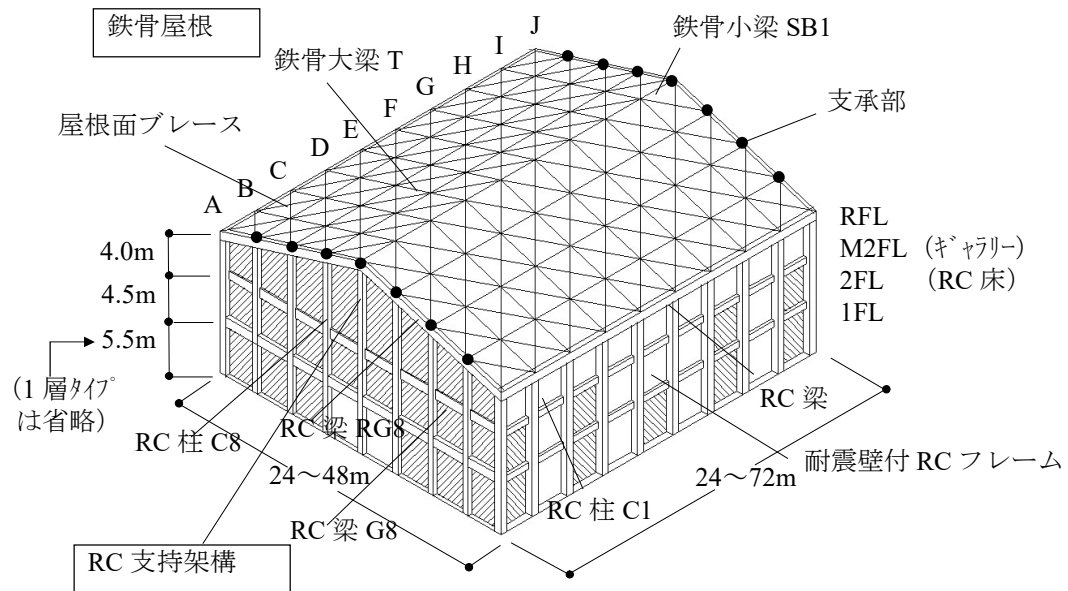 鉄骨屋根
J
I
H
G
F
E
D
C
B
A
鉄骨小梁 SB1
鉄骨大梁 T
支承部
屋根面ブレース
4.0m
4.5m
5.5m
(1 層ﾀｲﾌﾟ
は省略)
RFL
M2FL (ｷﾞｬﾗﾘｰ)
2FL (RC 床)
1FL
RC 柱 C8
RC 梁 RG8
RC 梁
24～48m
24～72m
耐震壁付 RC フレーム
RC 柱 C1
RC 梁 G8
RC 支持架構